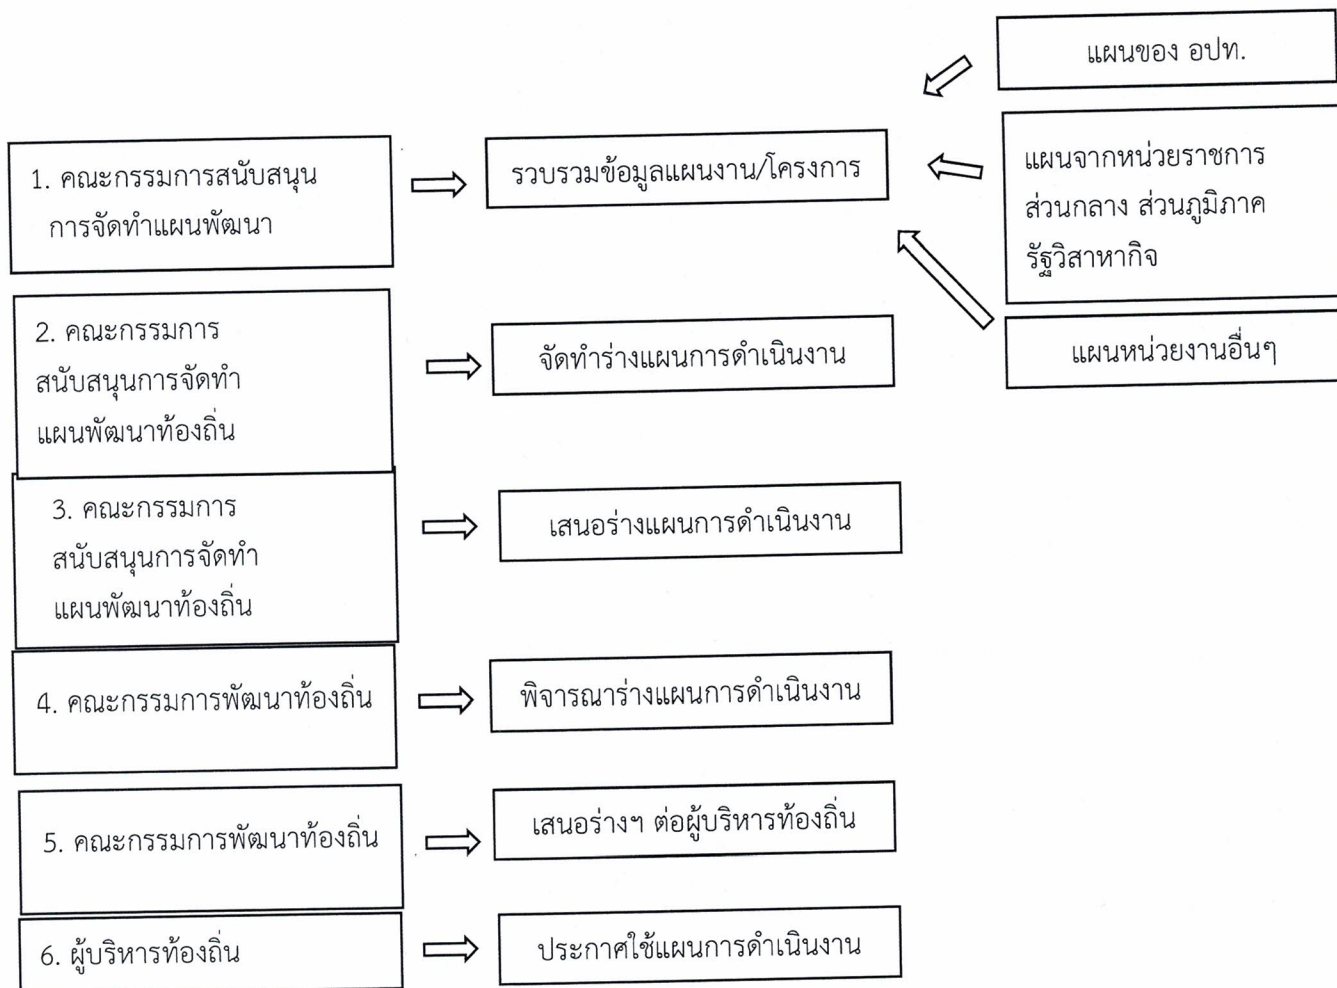 แผนของ อปท.
1. คณะกรรมการสนับสนุน
การจัดทำแผนพัฒนา
รวบรวมข้อมูลแผนงาน/โครงการ
แผนจากหน่วยราชการ
ส่วนกลาง ส่วนภูมิภาค
รัฐวิสาหากิจ
2. คณะกรรมการ
สนับสนุนการจัดทำ
แผนพัฒนาท้องถิ่น
จัดทำร่างแผนการดำเนินงาน
แผนหน่วยงานอื่นๆ
3. คณะกรรมการ
สนับสนุนการจัดทำ
แผนพัฒนาท้องถิ่น
เสนอร่างแผนการดำเนินงาน
4. คณะกรรมการพัฒนาท้องถิ่น
พิจารณาร่างแผนการดำเนินงาน
5. คณะกรรมการพัฒนาท้องถิ่น
เสนอร่างฯ ต่อผู้บริหารท้องถิ่น
6. ผู้บริหารท้องถิ่น
ประกาศใช้แผนการดำเนินงาน